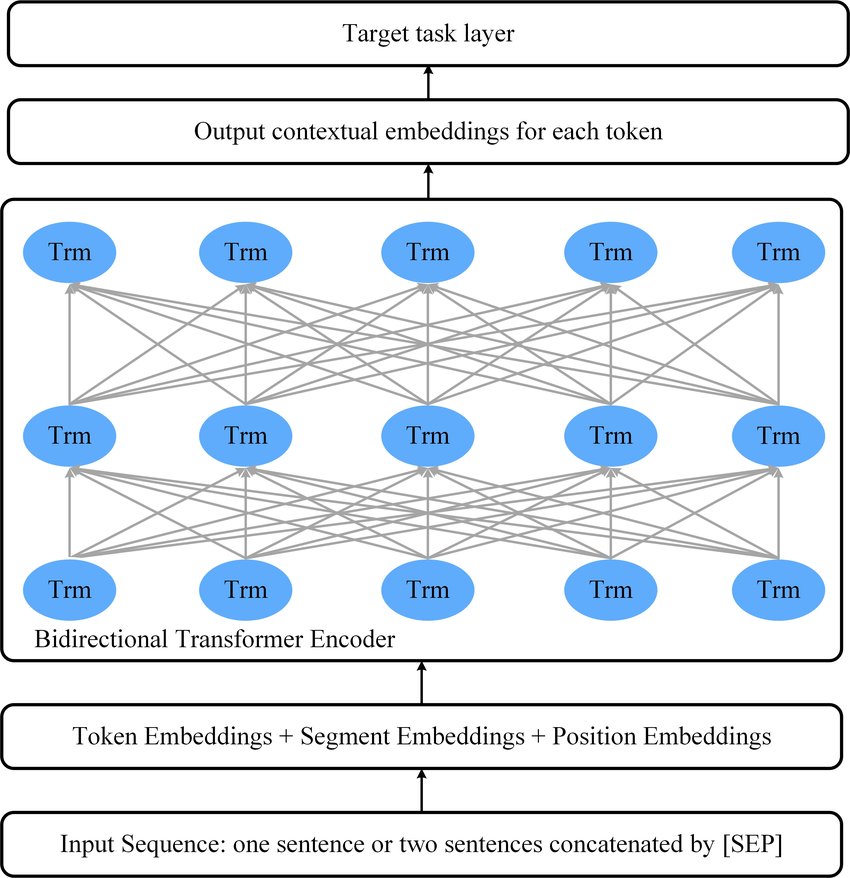 Target task layer
Output contextual embeddings for each token
Trm Trm Trm Trm Trm
Trm Trm Trm Trm Trm
Trm Trm Trm Trm Trm
Bidirectional Transformer Encoder
Token Embeddings + Segment Embeddings + Position Embeddings
Input Sequence: one sentence or two sentences concatenated by [SEP]